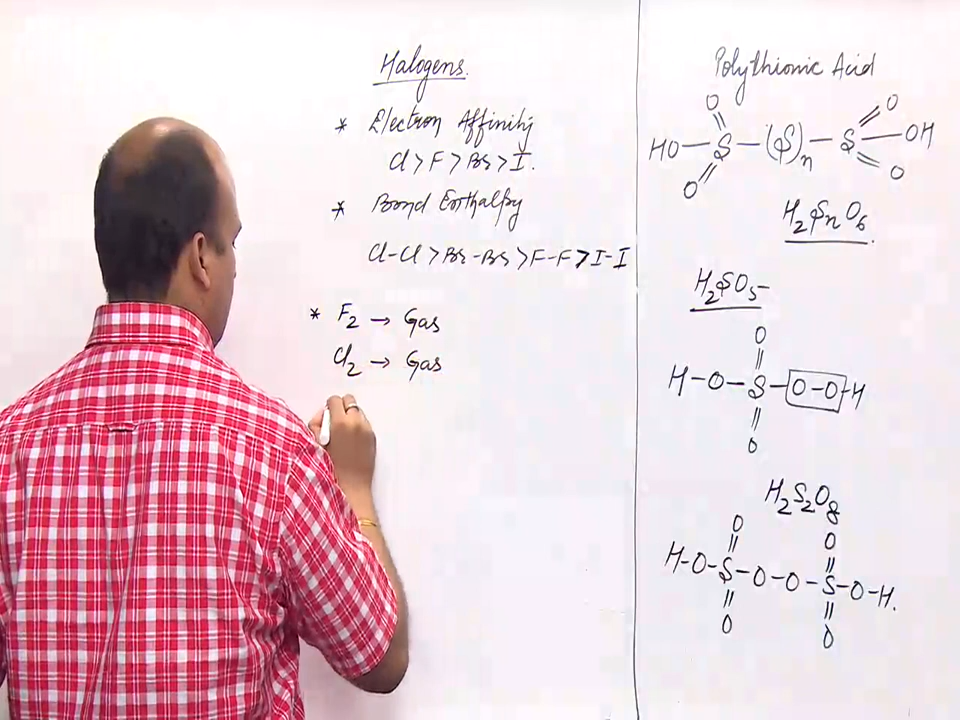 Halogens.
* Electron Affinity
Cl > F > Br > I.
* Bond Enthalpy
Cl-Cl > Br-Br > F-F > I-I
* F2 → Gas
Cl2 → Gas
Polythionic Acid
O O
HO - S - (S)n - S - OH
O O
H2SnO6.
H2SO5-
O
H-O-S-O-O-H
O
H2S2O8
O O
H-O-S-O-O-S-O-H.
O O